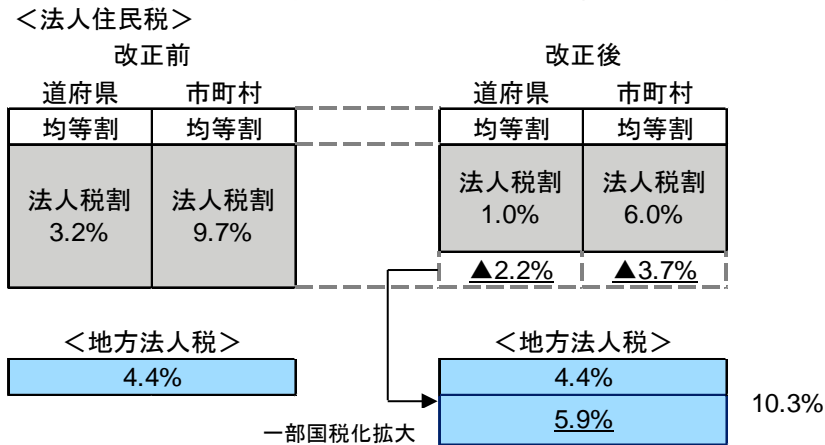 ＜法人住民税＞
改正前 改正後
道府県 市町村 道府県 市町村
均等割 均等割 均等割 均等割
法人税割 法人税割 法人税割 法人税割
3.2% 9.7% 1.0% 6.0%
▲2.2% ▲3.7%
＜地方法人税＞ ＜地方法人税＞
4.4% 4.4%
10.3%
5.9%
一部国税化拡大